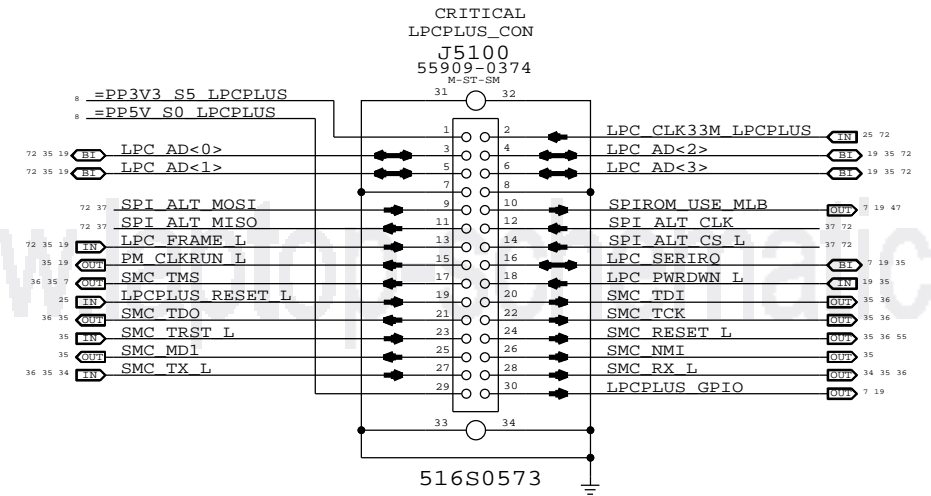 CRITICAL
LPCPLUS_CON
J5100
55909-0374
M-ST-SM
31 32
8 =PP3V3_S5_LPCPLUS
8 =PP5V_S0_LPCPLUS
1 2 LPC_CLK33M_LPCPLUS IN 25 72
72 35 19 BI LPC_AD<0> 3 4 LPC_AD<2> BI 19 35 72
72 35 19 BI LPC_AD<1> 5 6 LPC_AD<3> BI 19 35 72
7 8
72 37 SPI_ALT_MOSI 9 10 SPIROM_USE_MLB OUT 7 19 47
72 37 SPI_ALT_MISO 11 12 SPI_ALT_CLK 37 72
72 35 19 IN LPC_FRAME_L 13 14 SPI_ALT_CS_L 37 72
35 19 OUT PM_CLKRUN_L 15 16 LPC_SERIRQ BI 7 19 35
36 35 7 OUT SMC_TMS 17 18 LPC_PWRDWN_L IN 19 35
25 IN LPCPLUS_RESET_L 19 20 SMC_TDI OUT 35 36
36 35 OUT SMC_TDO 21 22 SMC_TCK OUT 35 36
35 IN SMC_TRST_L 23 24 SMC_RESET_L OUT 35 36 55
35 OUT SMC_MD1 25 26 SMC_NMI OUT 35
36 35 34 IN SMC_TX_L 27 28 SMC_RX_L OUT 34 35 36
29 30 LPCPLUS_GPIO OUT 7 19
33 34
516S0573